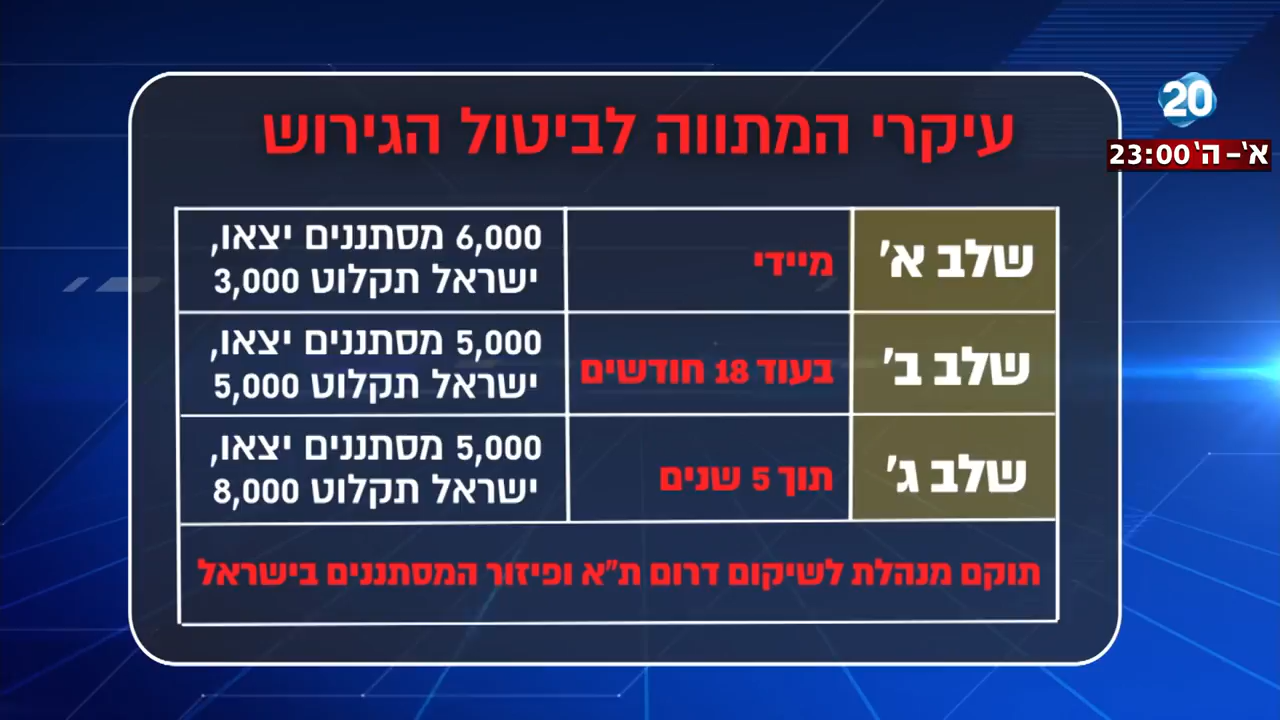 עיקרי המתווה לביטול הגירוש
20
א'-ה' 23:00
שלב א'
מיידי
6,000 מסתננים יצאו,
ישראל תקלוט 3,000
שלב ב'
בעוד 18 חודשים
5,000 מסתננים יצאו,
ישראל תקלוט 5,000
שלב ג'
תוך 5 שנים
5,000 מסתננים יצאו,
ישראל תקלוט 8,000
תוקם מנהלת לשיקום דרום ת"א ופיזור המסתננים בישראל